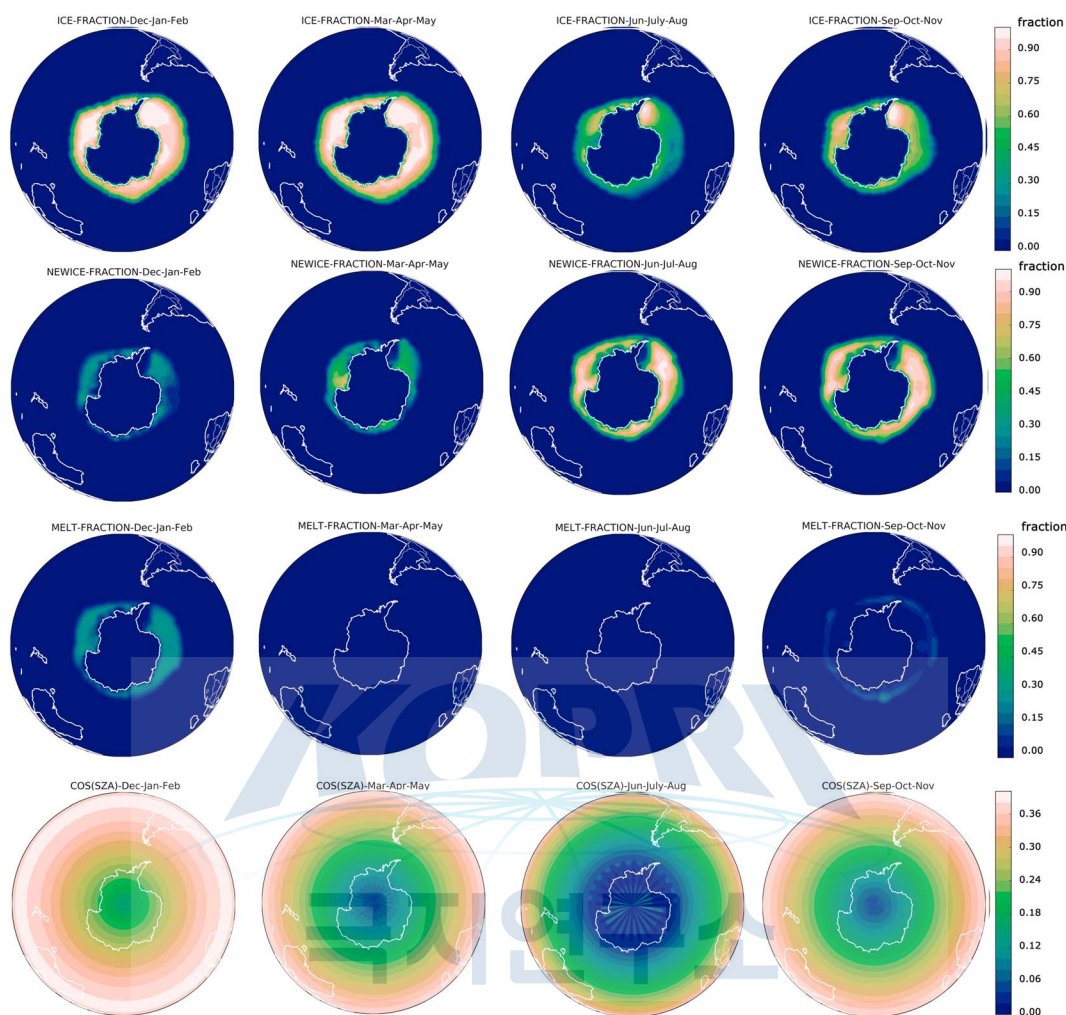 ICE-FRACTION-Dec-Jan-Feb
ICE-FRACTION-Mar-Apr-May
ICE-FRACTION-Jun-July-Aug
ICE-FRACTION-Sep-Oct-Nov
fraction
0.90
0.75
0.60
0.45
0.30
0.15
0.00
NEWICE-FRACTION-Dec-Jan-Feb
NEWICE-FRACTION-Mar-Apr-May
NEWICE-FRACTION-Jun-Jul-Aug
NEWICE-FRACTION-Sep-Oct-Nov
fraction
0.90
0.75
0.60
0.45
0.30
0.15
0.00
MELT-FRACTION-Dec-Jan-Feb
MELT-FRACTION-Mar-Apr-May
MELT-FRACTION-Jun-Jul-Aug
MELT-FRACTION-Sep-Oct-Nov
fraction
0.90
0.75
0.60
0.45
0.30
0.15
0.00
KOPRI
COS(SZA)-Dec-Jan-Feb
COS(SZA)-Mar-Apr-May
COS(SZA)-Jun-July-Aug
COS(SZA)-Sep-Oct-Nov
0.36
0.30
0.24
0.18
0.12
0.06
0.00
극지연구소